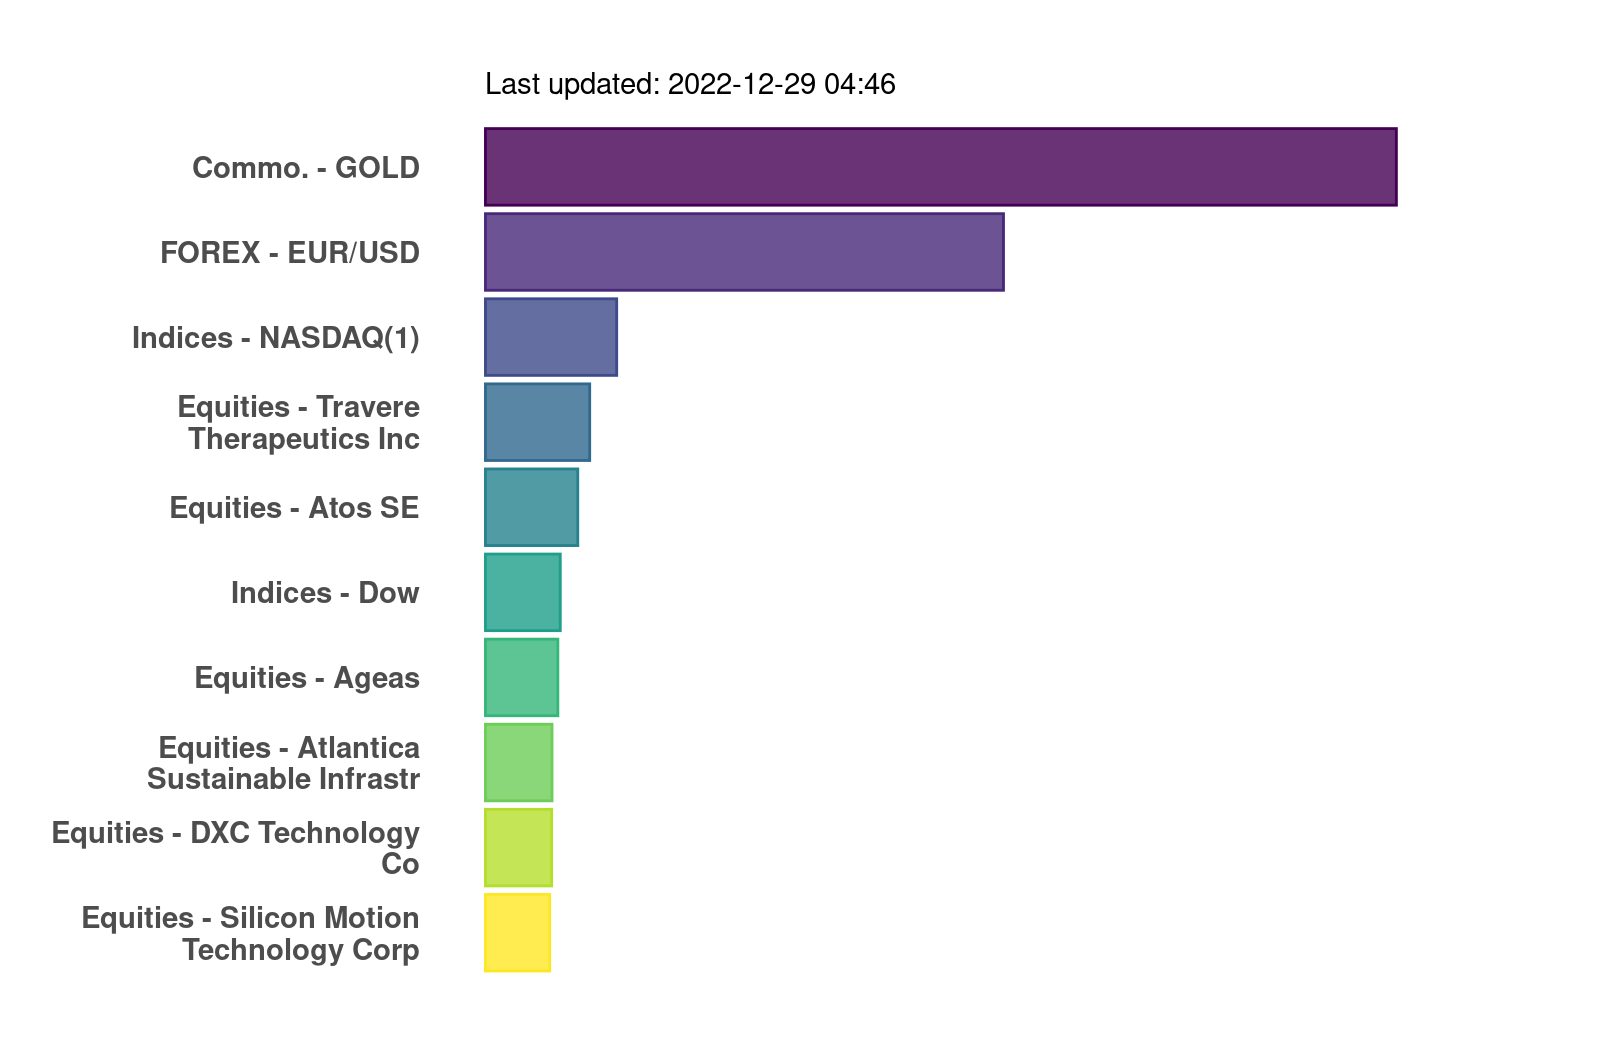 Last updated: 2022-12-29 04:46
Commo. - GOLD
FOREX - EUR/USD
Indices - NASDAQ(1)
Equities - Travere
Therapeutics Inc
Equities - Atos SE
Indices - Dow
Equities - Ageas
Equities - Atlantica
Sustainable Infrastr
Equities - DXC Technology
Co
Equities - Silicon Motion
Technology Corp